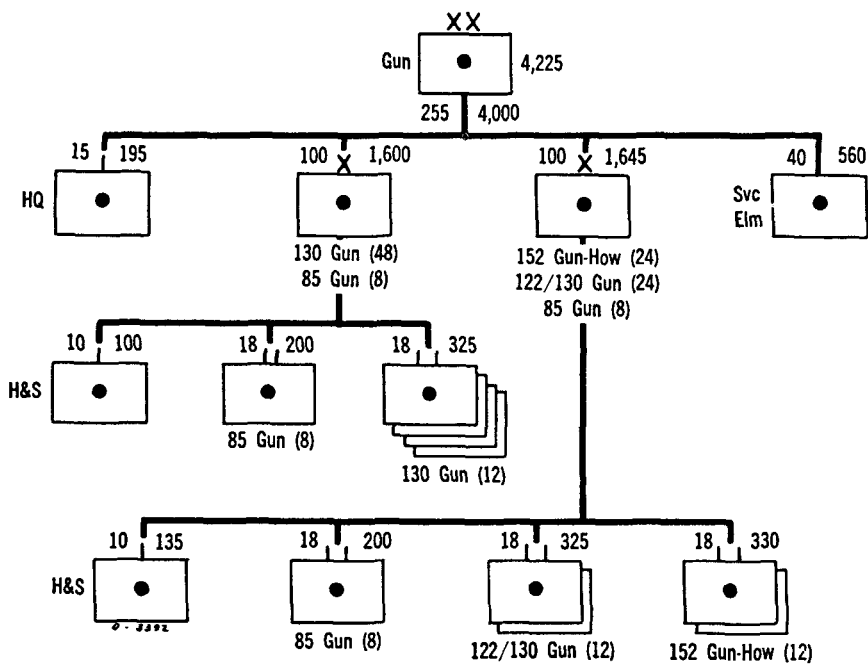 XX
Gun 4,225
255 4,000
15 195
100 X 1,600
100 X 1,645
40 560
HQ
Svc
Elm
130 Gun (48)
85 Gun (8)
152 Gun-How (24)
122/130 Gun (24)
85 Gun (8)
10 100
18 200
18 325
H&S
85 Gun (8)
130 Gun (12)
10 135
18 200
18 325
18 330
H&S
0-3392
85 Gun (8)
122/130 Gun (12)
152 Gun-How (12)